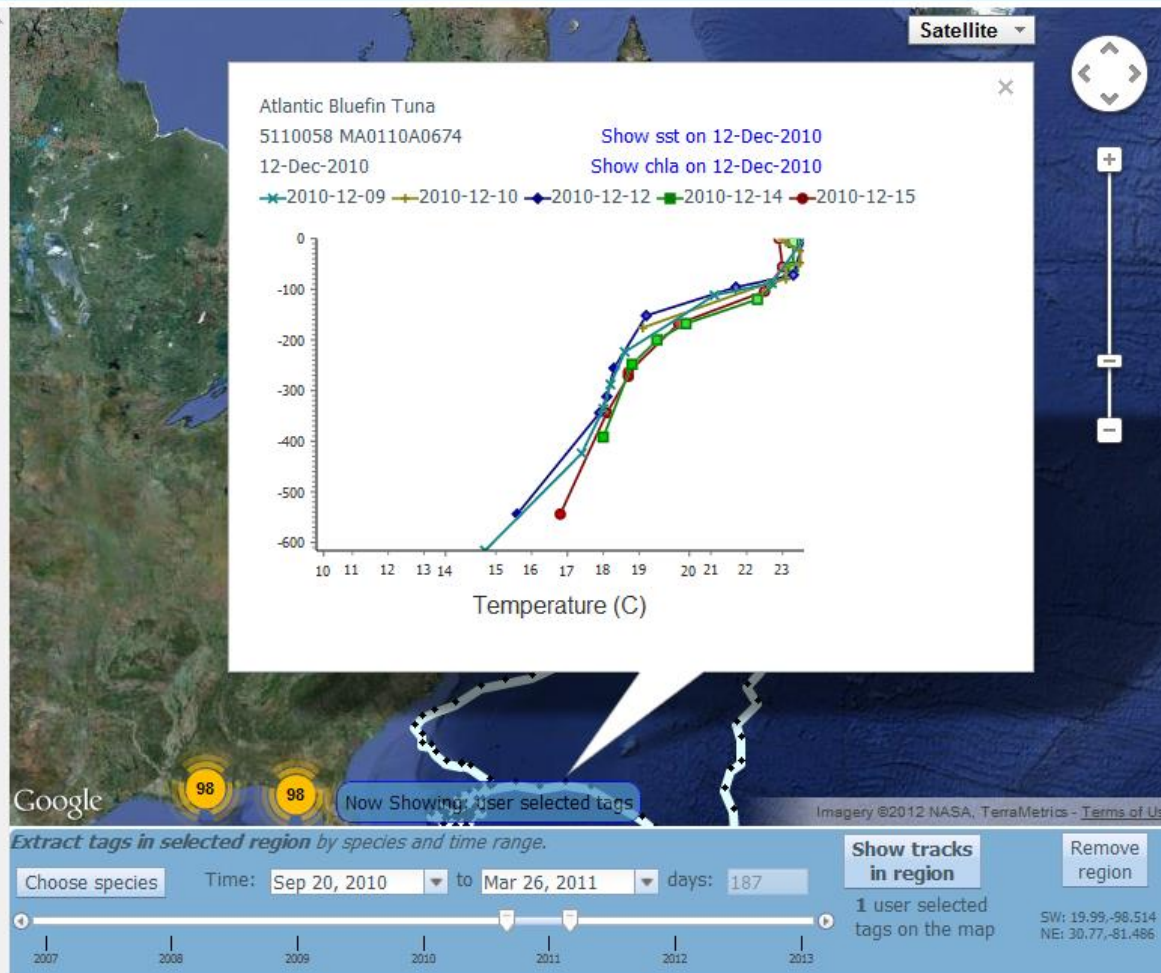 Satellite
Atlantic Bluefin Tuna
5110058 MA0110A0674 Show sst on 12-Dec-2010
12-Dec-2010 Show chla on 12-Dec-2010
2010-12-09 2010-12-10 2010-12-12 2010-12-14 2010-12-15
0
-100
-200
-300
-400
-500
-600
10 11 12 13 14 15 16 17 18 19 20 21 22 23
Temperature (C)
98
98
Now Showing: user selected tags
Google
Imagery ©2012 NASA, TerraMetrics - Terms of Us
Extract tags in selected region by species and time range.
Choose species Time: Sep 20, 2010 to Mar 26, 2011 days: 187
2007 2008 2009 2010 2011 2012 2013
Show tracks
in region
1 user selected
tags on the map
Remove
region
SW: 19.99,-98.514
NE: 30.77,-81.486